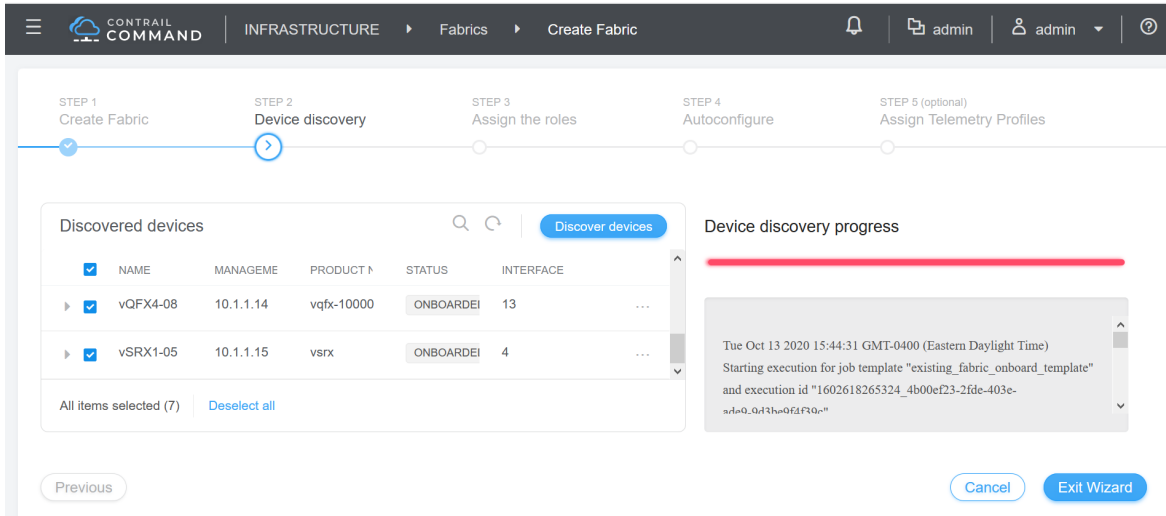 CONTRAIL COMMAND INFRASTRUCTURE Fabrics Create Fabric admin admin
STEP 1 STEP 2 STEP 3 STEP 4 STEP 5 (optional)
Create Fabric Device discovery Assign the roles Autoconfigure Assign Telemetry Profiles
Discovered devices Discover devices
NAME MANAGEME PRODUCT N STATUS INTERFACE
vQFX4-08 10.1.1.14 vqfx-10000 ONBOARDEI 13 ...
vSRX1-05 10.1.1.15 vsrx ONBOARDEI 4 ...
All items selected (7) Deselect all
Device discovery progress
Tue Oct 13 2020 15:44:31 GMT-0400 (Eastern Daylight Time)
Starting execution for job template "existing_fabric_onboard_template"
and execution id "1602618265324_4b00ef23-2fde-403e-
ade9-9d3be9f4f39c"
Previous Cancel Exit Wizard